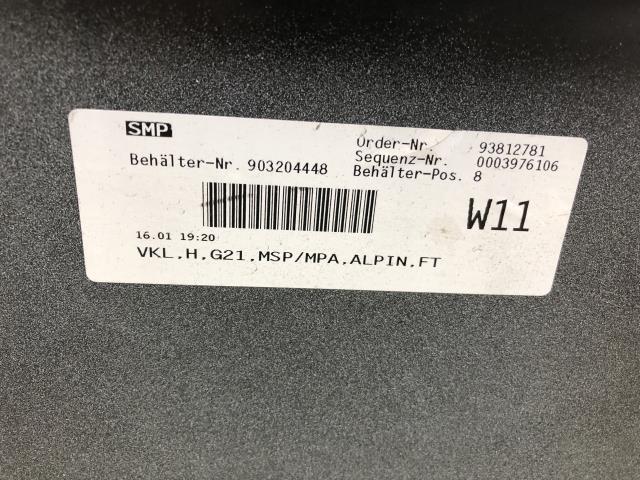 SMP
Order-Nr. 93812781
Behälter-Nr. 903204448 Sequenz-Nr. 0003976106
Behälter-Pos. 8
W11
16.01 19:20
VKL.H.G21.MSP/MPA.ALPIN.FT